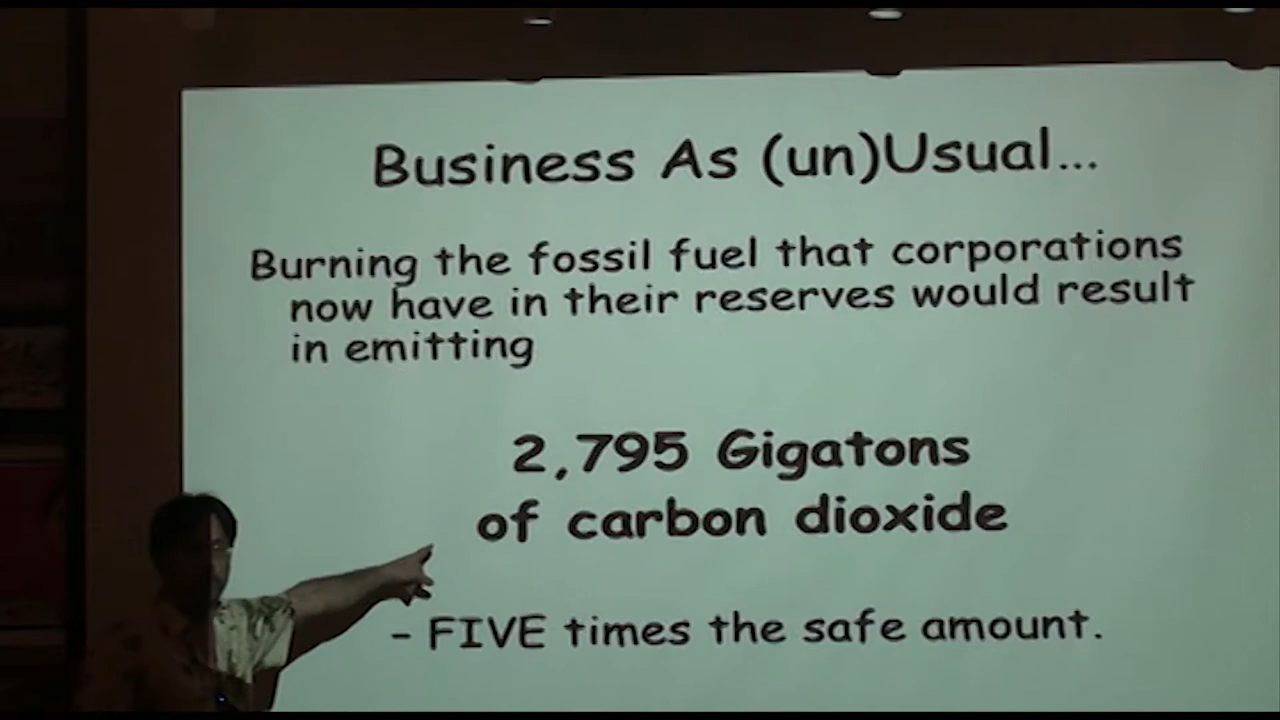 Business As (un)Usual...
Burning the fossil fuel that corporations
now have in their reserves would result
in emitting
2,795 Gigatons
of carbon dioxide
- FIVE times the safe amount.